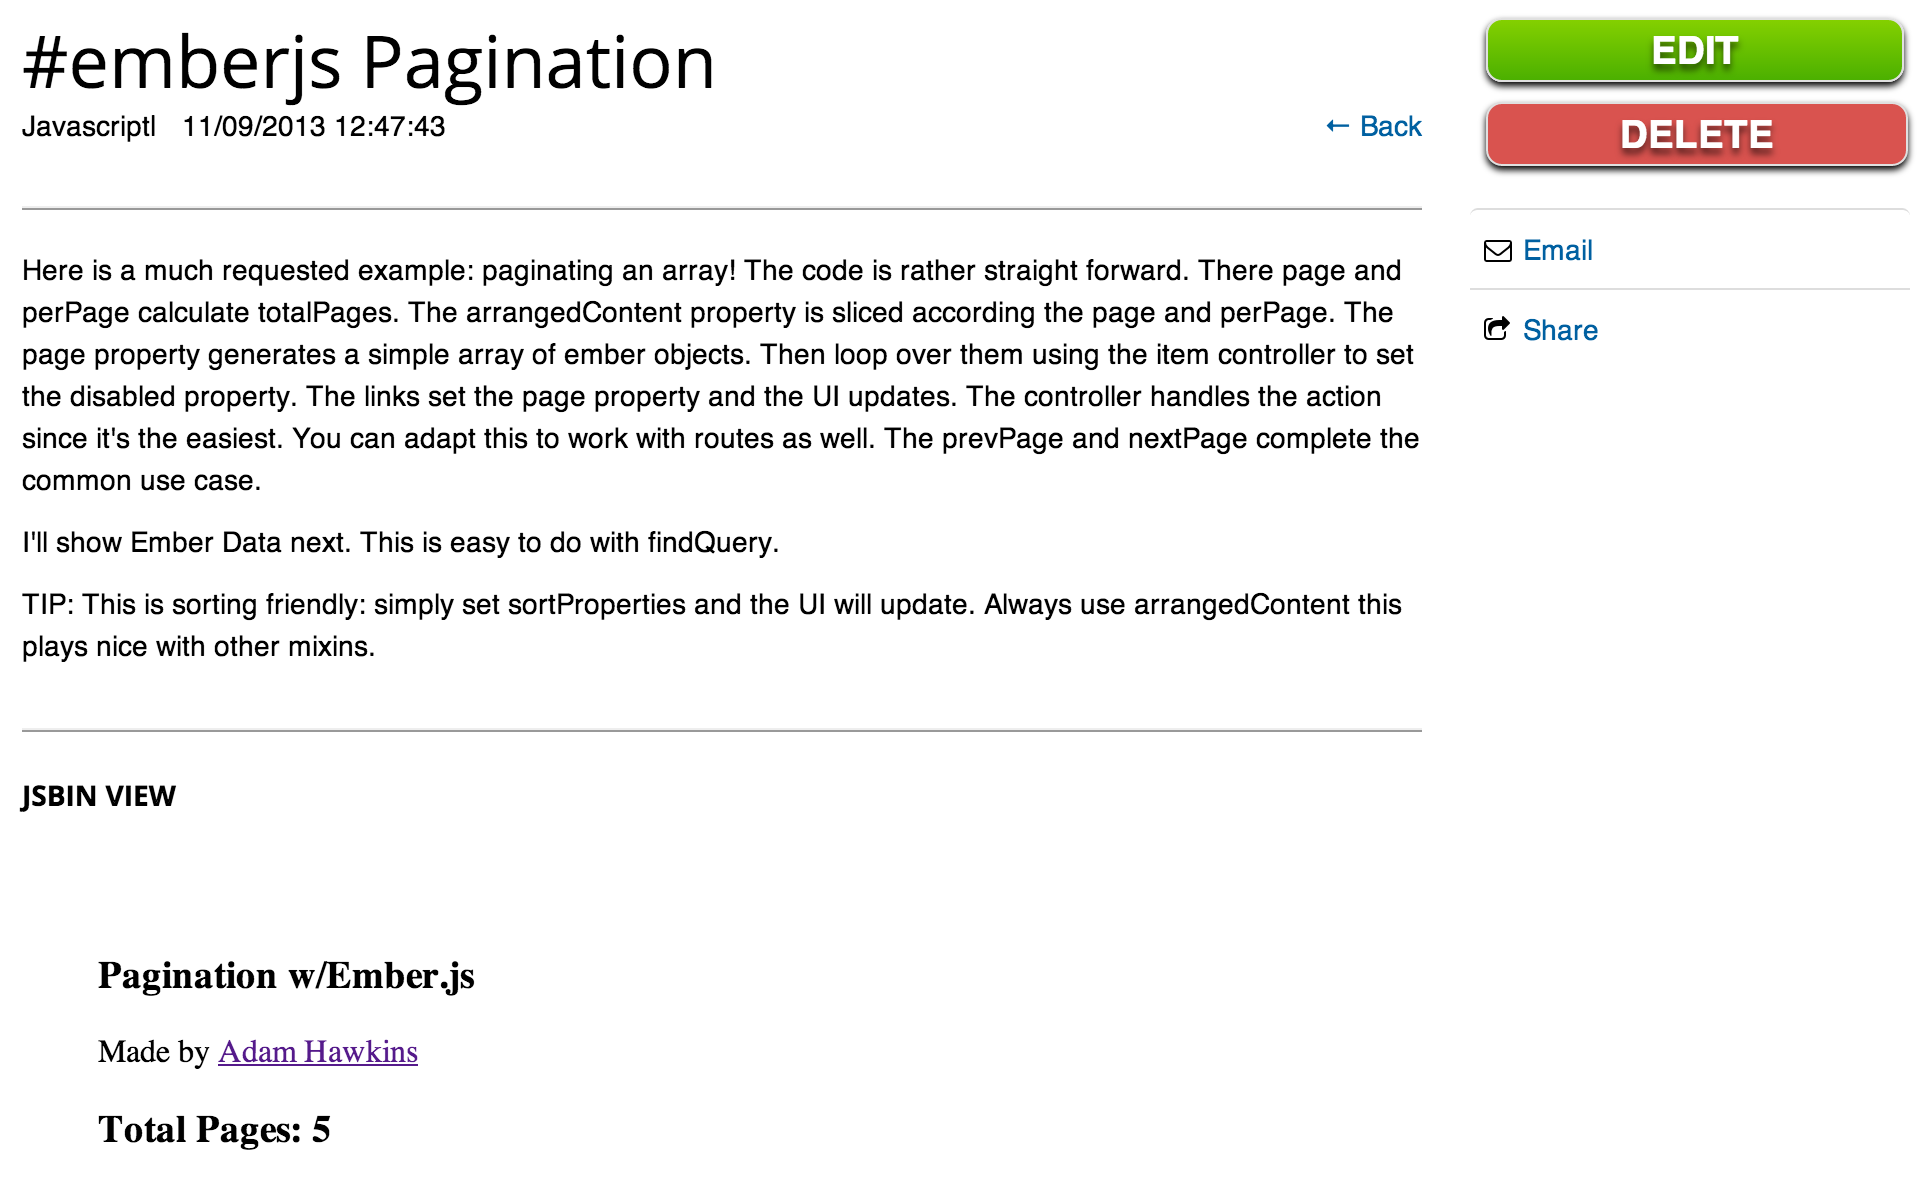 #emberjs Pagination
Javascriptl 11/09/2013 12:47:43
← Back
EDIT
DELETE
Email
Share
Here is a much requested example: paginating an array! The code is rather straight forward. There page and
perPage calculate totalPages. The arrangedContent property is sliced according the page and perPage. The
page property generates a simple array of ember objects. Then loop over them using the item controller to set
the disabled property. The links set the page property and the UI updates. The controller handles the action
since it's the easiest. You can adapt this to work with routes as well. The prevPage and nextPage complete the
common use case.
I'll show Ember Data next. This is easy to do with findQuery.
TIP: This is sorting friendly: simply set sortProperties and the UI will update. Always use arrangedContent this
plays nice with other mixins.
JSBIN VIEW
Pagination w/Ember.js
Made by Adam Hawkins
Total Pages: 5